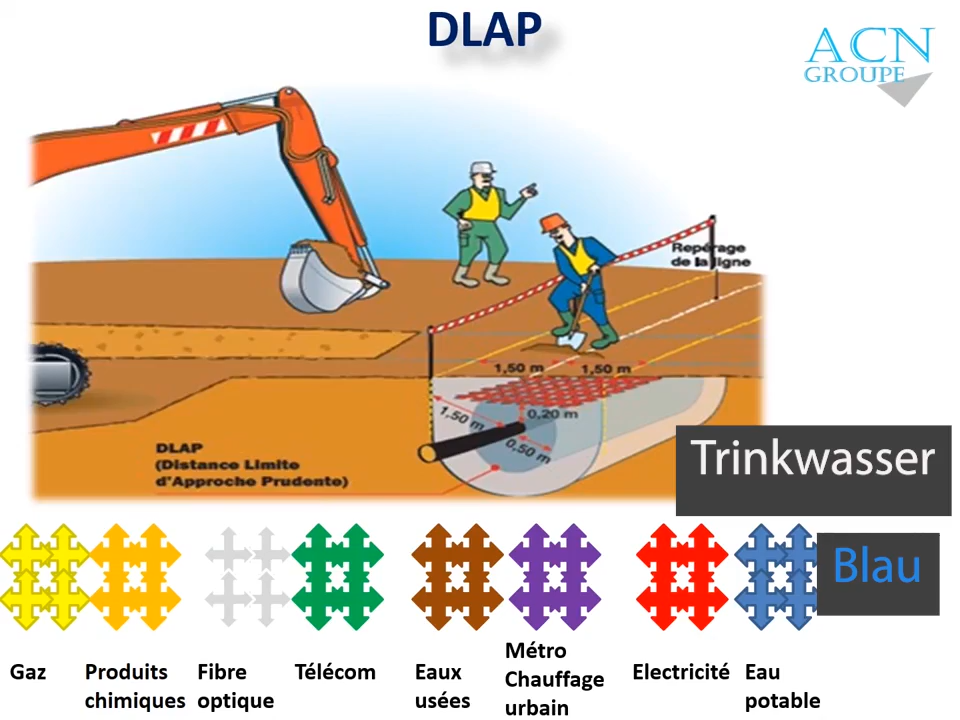 DLAP
ACN
GROUPE
Repérage
de la ligne
1,50 m
1,50 m
1,50 m
0,20 m
0,50 m
DLAP
(Distance Limite
d'Approche Prudente)
Trinkwasser
Blau
Gaz
Produits
chimiques
Fibre
optique
Télécom
Eaux
usées
Métro
Chauffage
urbain
Electricité
Eau
potable